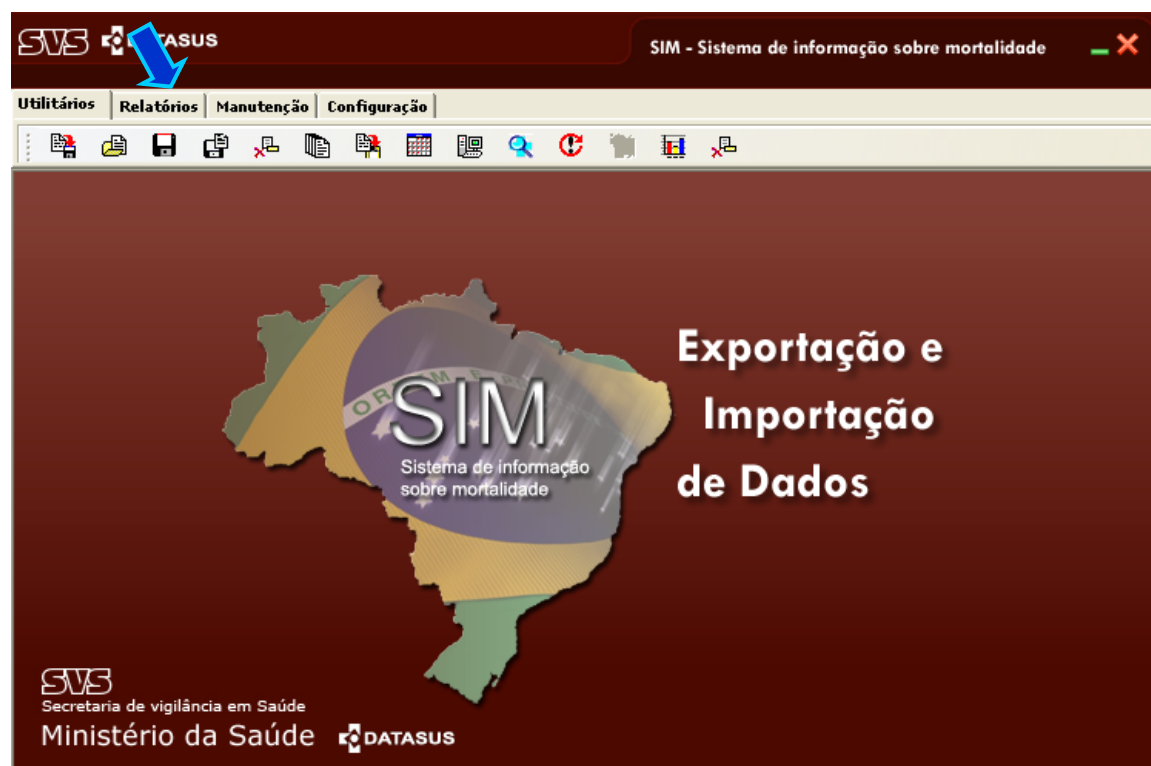 SVS DATASUS
SIM - Sistema de informação sobre mortalidade
Utilitários Relatórios Manutenção Configuração
SIM
Sistema de informação
sobre mortalidade
Exportação e
Importação
de Dados
SVS
Secretaria de vigilância em Saúde
Ministério da Saúde DATASUS